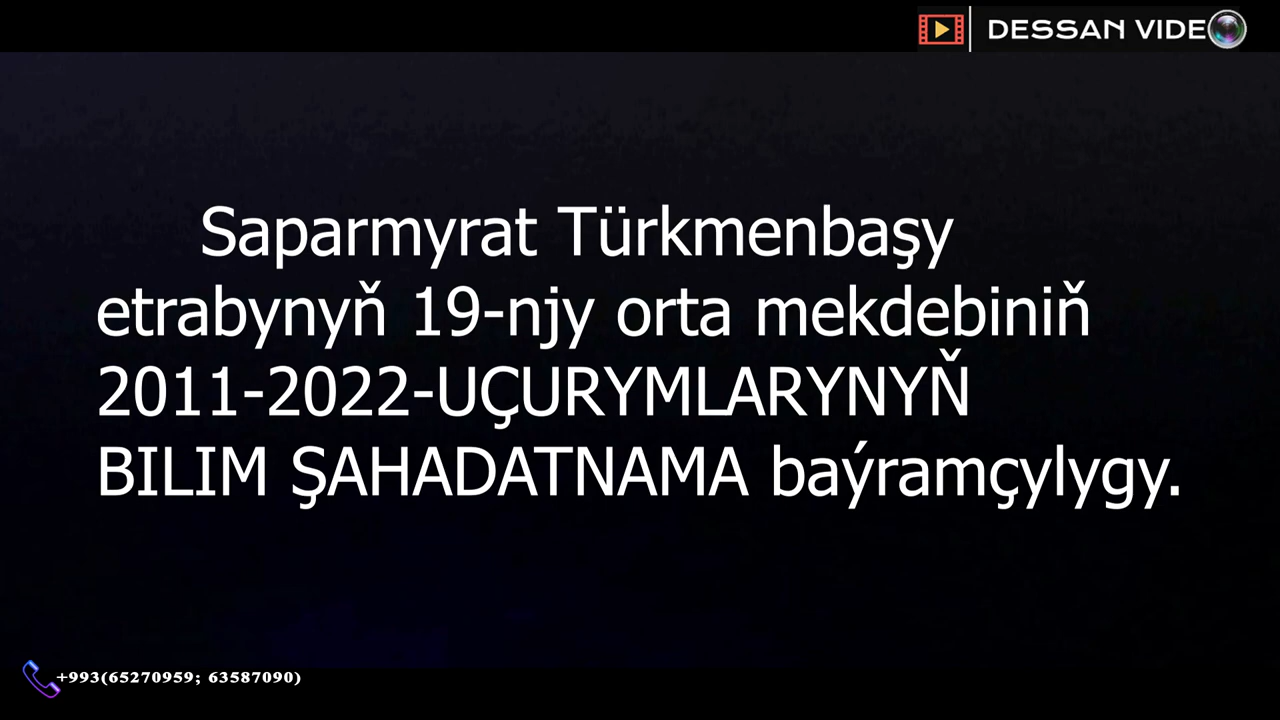 DESSAN VIDEO
Saparmyrat Türkmenbaşy
etrabynyň 19-njy orta mekdebiniň
2011-2022-UÇURYMLARYNYŇ
BILIM ŞAHADATNAMA baýramçylygy.
+993(65270959; 63587090)